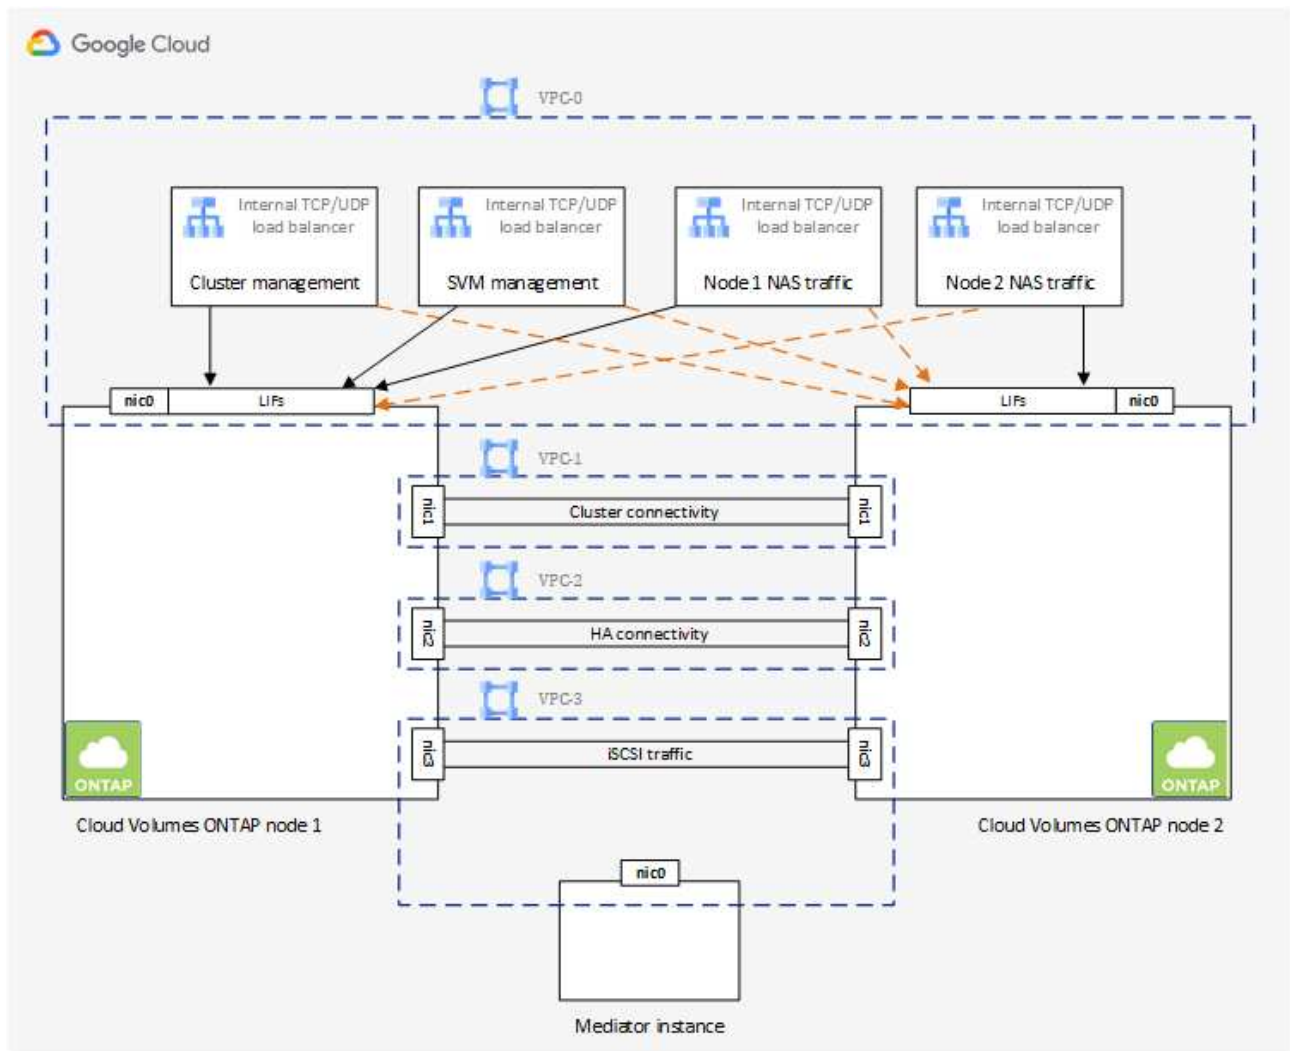 Google Cloud
VPC-0
Internal TCP/UDP
load balancer
Cluster management
Internal TCP/UDP
load balancer
SVM management
Internal TCP/UDP
load balancer
Node 1 NAS traffic
Internal TCP/UDP
load balancer
Node 2 NAS traffic
nic0
LIFs
LIFs
nic0
VPC-1
nic1
Cluster connectivity
nic1
VPC-2
nic2
HA connectivity
nic2
VPC-3
nic3
iSCSI traffic
nic3
ONTAP
ONTAP
Cloud Volumes ONTAP node 1
Cloud Volumes ONTAP node 2
nic0
Mediator instance